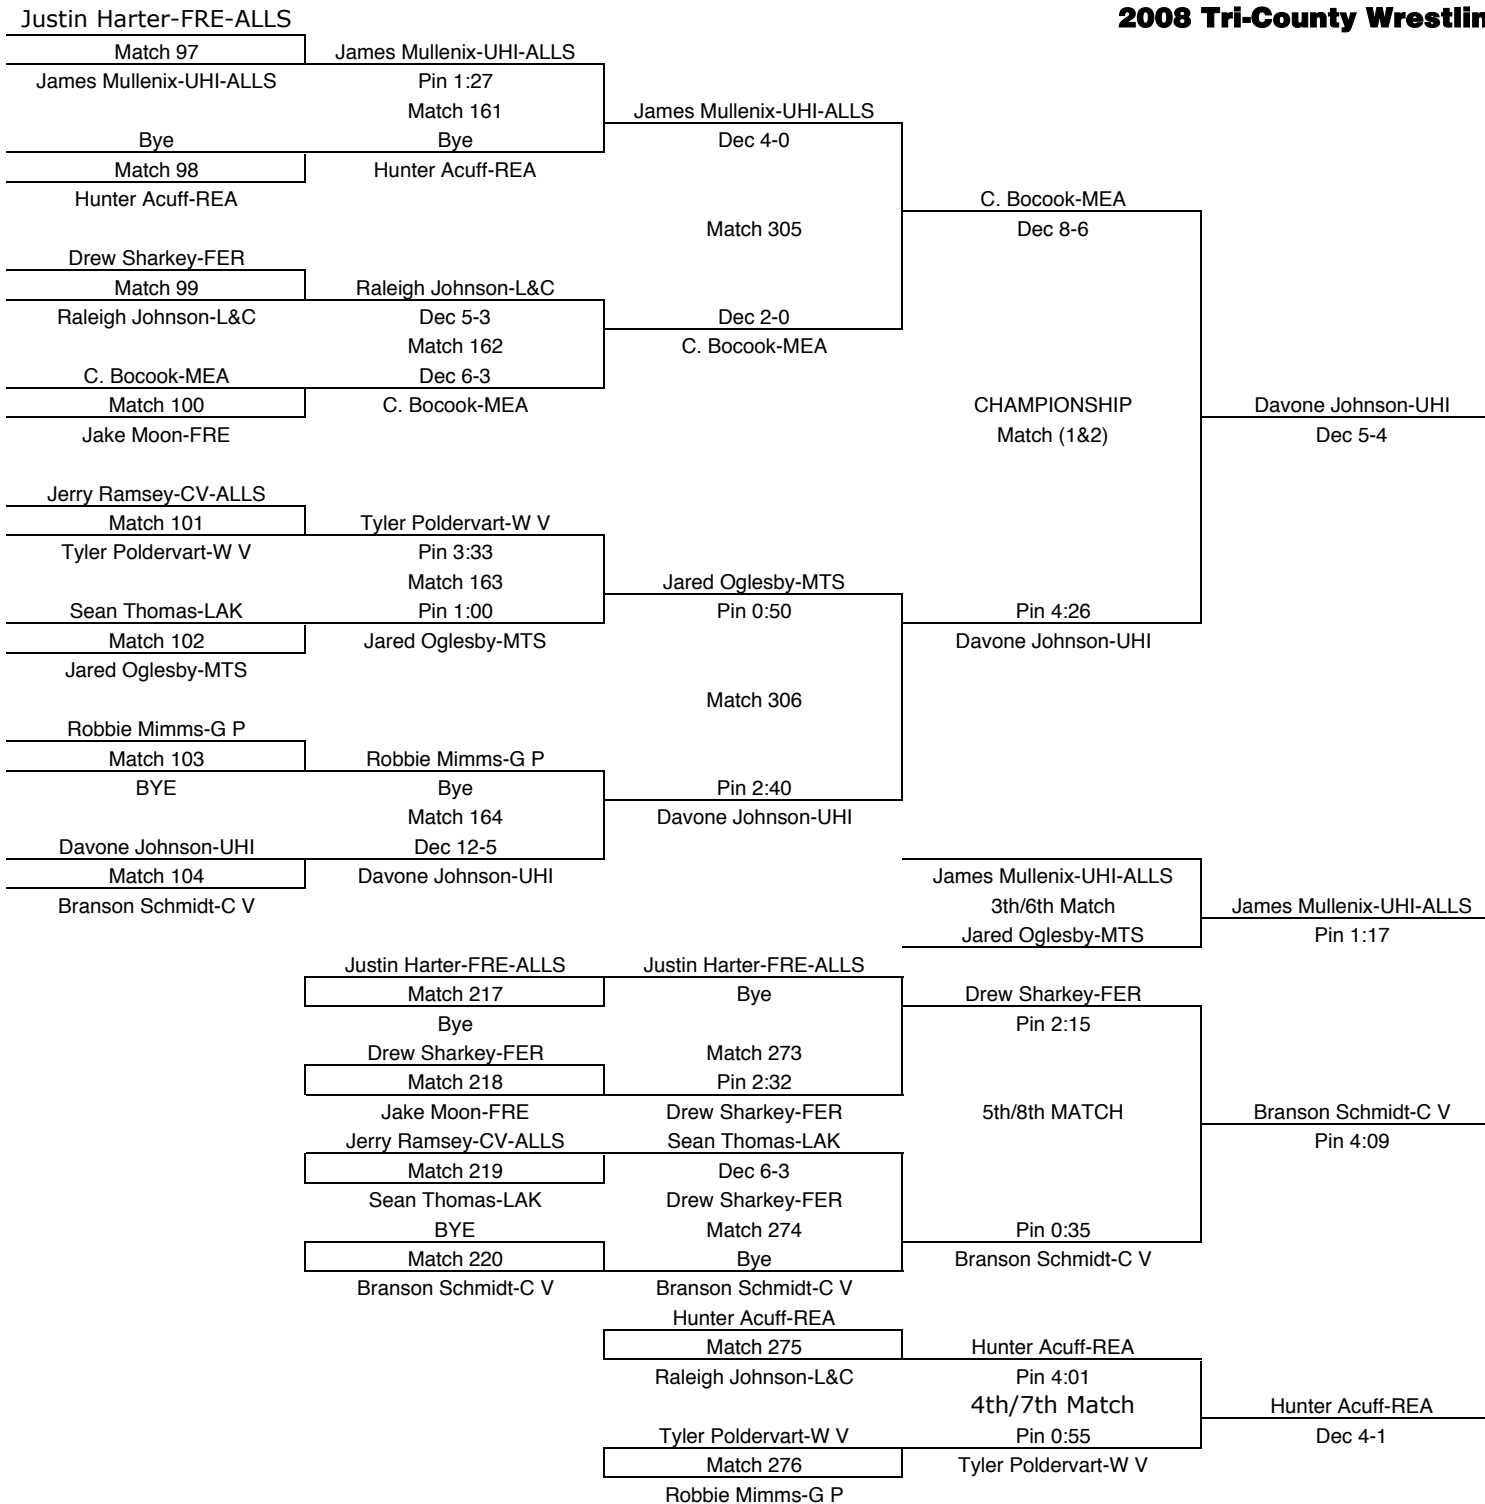 Justin Harter-FRE-ALLS
2008 Tri-County Wrestlin
Match 97
James Mullenix-UHI-ALLS
James Mullenix-UHI-ALLS
Pin 1:27
Match 161
James Mullenix-UHI-ALLS
Bye
Bye
Dec 4-0
Match 98
Hunter Acuff-REA
Hunter Acuff-REA
C. Bocook-MEA
Match 305
Dec 8-6
Drew Sharkey-FER
Match 99
Raleigh Johnson-L&C
Raleigh Johnson-L&C
Dec 5-3
Dec 2-0
Match 162
C. Bocook-MEA
C. Bocook-MEA
Dec 6-3
Match 100
C. Bocook-MEA
CHAMPIONSHIP
Davone Johnson-UHI
Jake Moon-FRE
Match (1&2)
Dec 5-4
Jerry Ramsey-CV-ALLS
Match 101
Tyler Poldervart-W V
Tyler Poldervart-W V
Pin 3:33
Match 163
Jared Oglesby-MTS
Sean Thomas-LAK
Pin 1:00
Pin 0:50
Pin 4:26
Match 102
Jared Oglesby-MTS
Davone Johnson-UHI
Jared Oglesby-MTS
Match 306
Robbie Mimms-G P
Match 103
Robbie Mimms-G P
BYE
Bye
Pin 2:40
Match 164
Davone Johnson-UHI
Davone Johnson-UHI
Dec 12-5
Match 104
Davone Johnson-UHI
James Mullenix-UHI-ALLS
Branson Schmidt-C V
3th/6th Match
James Mullenix-UHI-ALLS
Jared Oglesby-MTS
Pin 1:17
Justin Harter-FRE-ALLS
Justin Harter-FRE-ALLS
Match 217
Bye
Drew Sharkey-FER
Bye
Pin 2:15
Drew Sharkey-FER
Match 273
Match 218
Pin 2:32
Jake Moon-FRE
Drew Sharkey-FER
5th/8th MATCH
Branson Schmidt-C V
Jerry Ramsey-CV-ALLS
Sean Thomas-LAK
Pin 4:09
Match 219
Dec 6-3
Sean Thomas-LAK
Drew Sharkey-FER
BYE
Match 274
Pin 0:35
Match 220
Bye
Branson Schmidt-C V
Branson Schmidt-C V
Branson Schmidt-C V
Hunter Acuff-REA
Match 275
Hunter Acuff-REA
Raleigh Johnson-L&C
Pin 4:01
4th/7th Match
Hunter Acuff-REA
Tyler Poldervart-W V
Pin 0:55
Dec 4-1
Match 276
Tyler Poldervart-W V
Robbie Mimms-G P